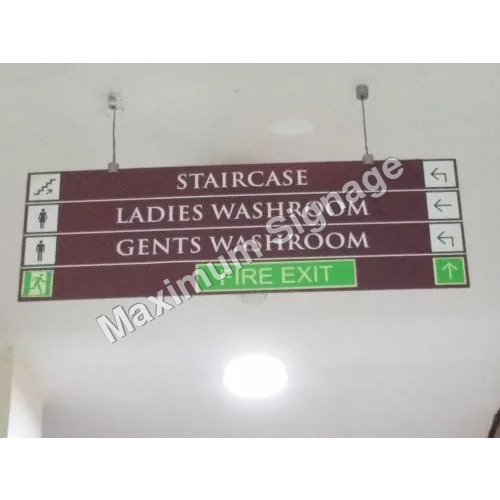 STAIRCASE
LADIES WASHROOM
GENTS WASHROOM
FIRE EXIT
Maximum Signage